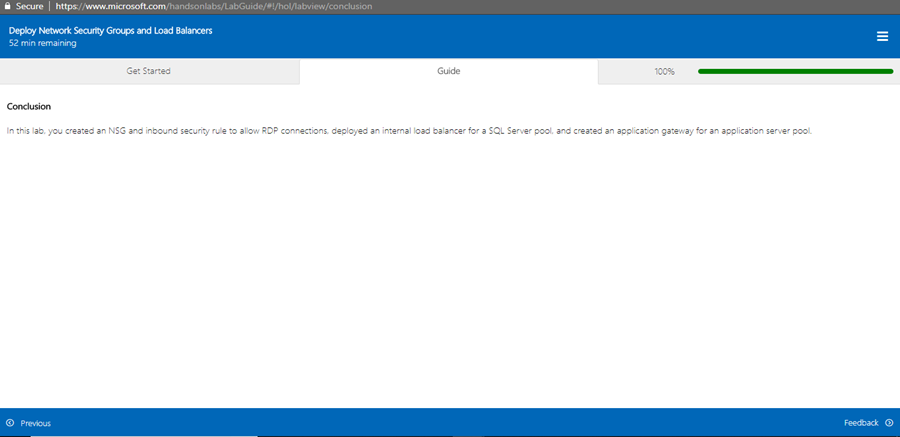 Secure | https://www.microsoft.com/handsonlabs/LabGuide/#!/hol/labview/conclusion
Deploy Network Security Groups and Load Balancers
52 min remaining
Get Started
Guide
100%
Conclusion
In this lab, you created an NSG and inbound security rule to allow RDP connections, deployed an internal load balancer for a SQL Server pool, and created an application gateway for an application server pool.
Previous
Feedback